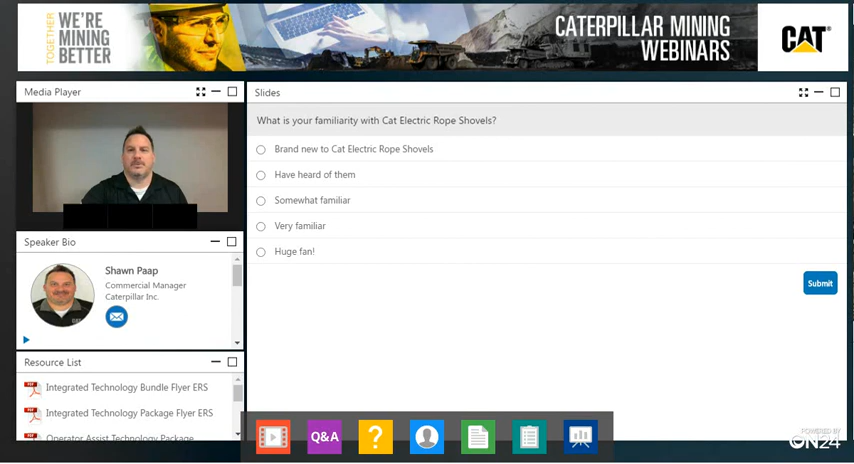 TOGETHER
WE'RE
MINING
BETTER
CATERPILLAR MINING
WEBINARS
CAT
Media Player
Slides
What is your familiarity with Cat Electric Rope Shovels?
Brand new to Cat Electric Rope Shovels
Have heard of them
Somewhat familiar
Very familiar
Huge fan!
Submit
Speaker Bio
Shawn Paap
Commercial Manager
Caterpillar Inc.
Resource List
PDF Integrated Technology Bundle Flyer ERS
PDF Integrated Technology Package Flyer ERS
PDF Operator Assist Technology Package
Q&A
?
POWERED BY
ON24